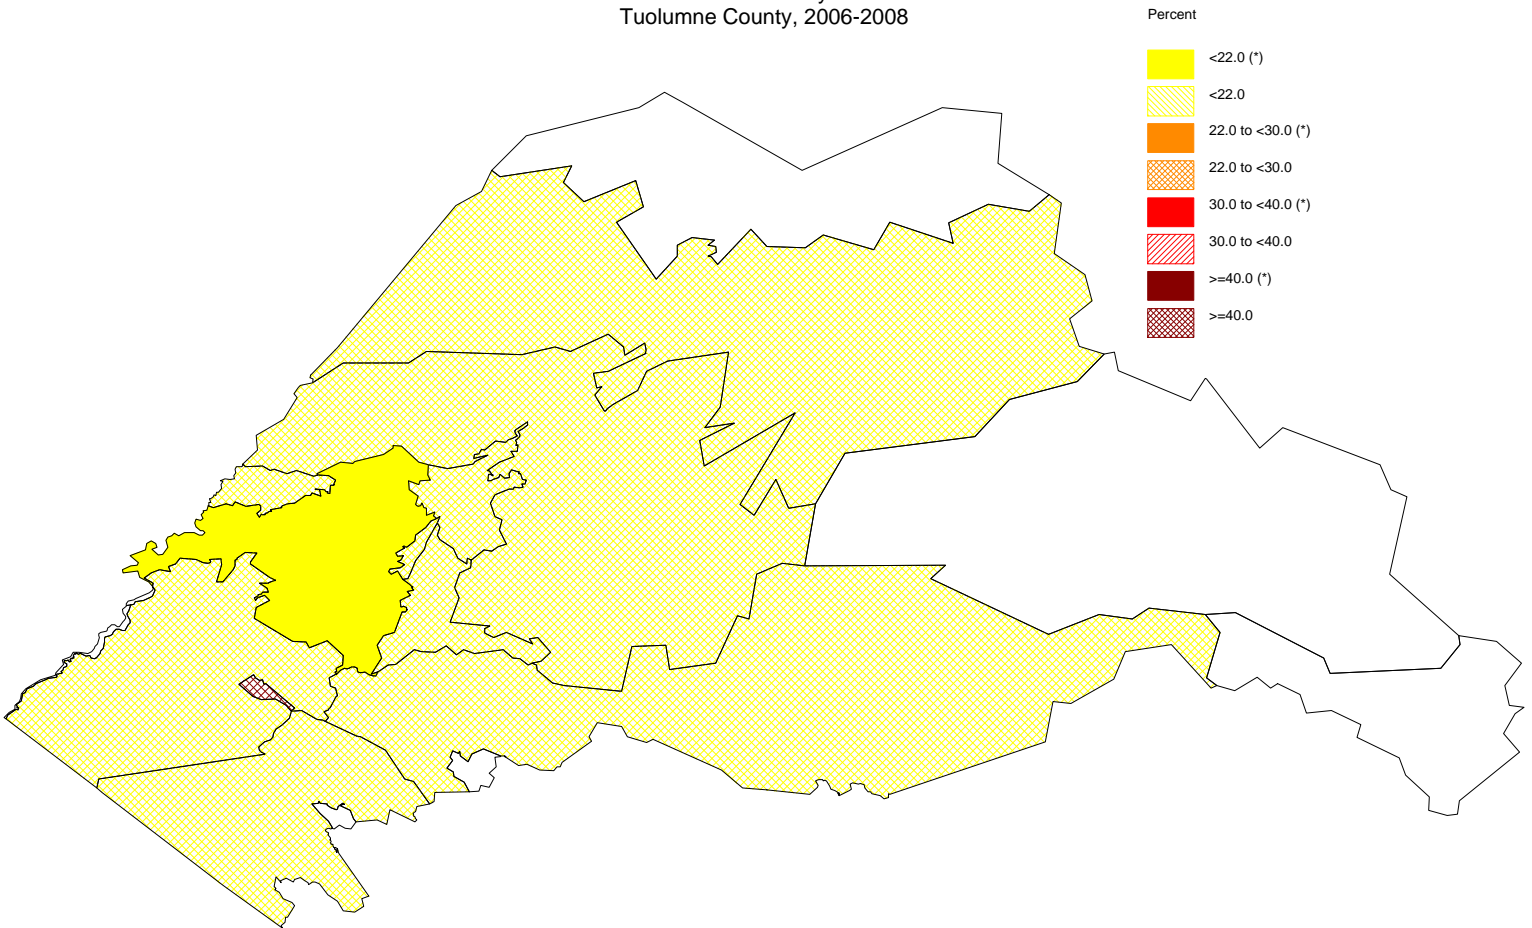 Tuolumne County, 2006-2008
Percent
<22.0 (*)
<22.0
22.0 to <30.0 (*)
22.0 to <30.0
30.0 to <40.0 (*)
30.0 to <40.0
>=40.0 (*)
>=40.0